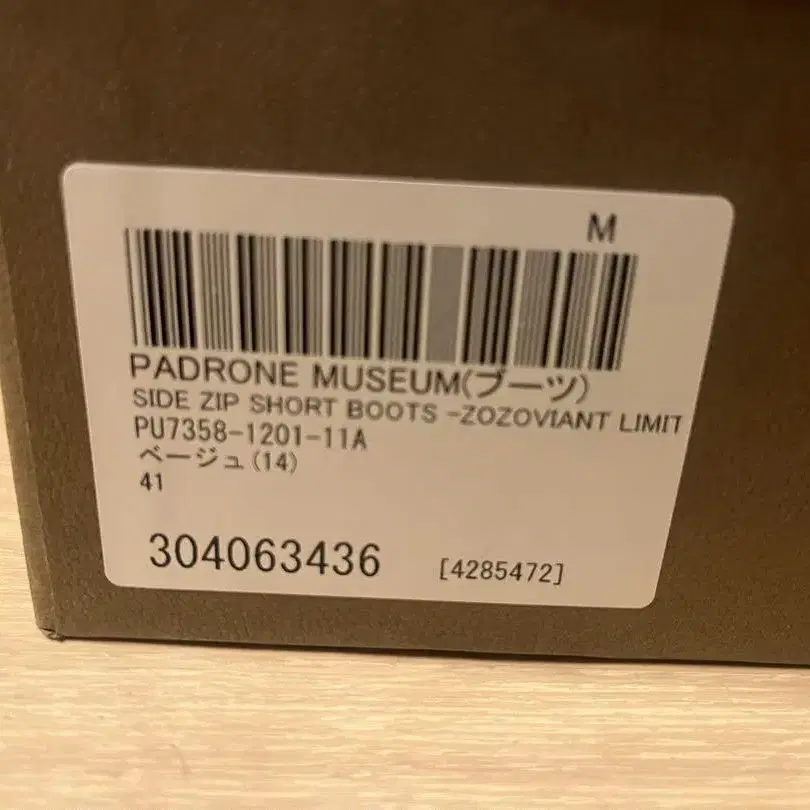 M
PADRONE MUSEUM(ブーツ)
SIDE ZIP SHORT BOOTS -ZOZOVIANT LIMIT
PU7358-1201-11A
ベージュ(14)
41
304063436 [4285472]